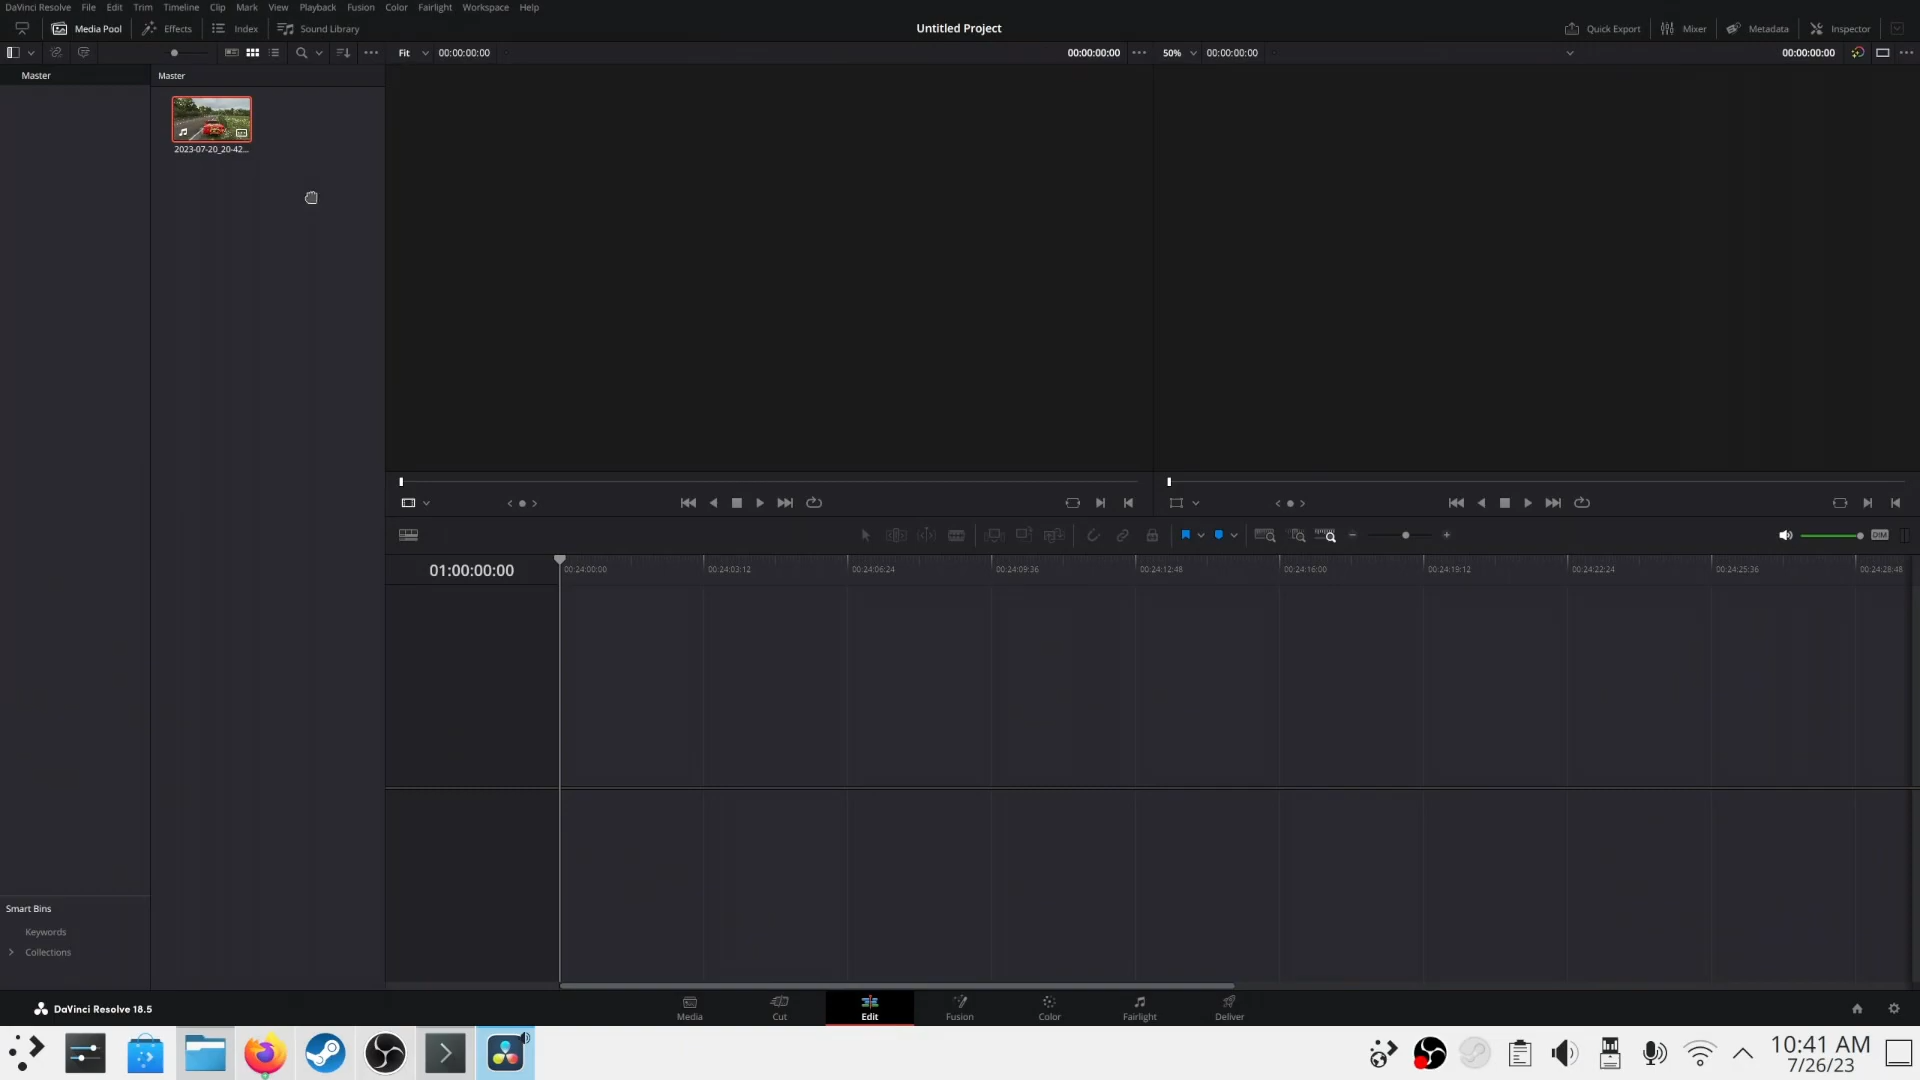 DaVinci Resolve File Edit Trim Timeline Clip Mark View Playback Fusion Color Fairlight Workspace Help
Media Pool Effects Index Sound Library Untitled Project Quick Export Mixer Metadata Inspector
Fit 00:00:00:00 00:00:00:00 50% 00:00:00:00 00:00:00:00
Master Master
2023-07-20_20-42...
01:00:00:00 00:24:00:00 00:24:03:12 00:24:06:24 00:24:09:36 00:24:12:48 00:24:16:00 00:24:19:12 00:24:22:24 00:24:25:36 00:24:28:48
DIM
Smart Bins
Keywords
Collections
DaVinci Resolve 18.5
Media Cut Edit Fusion Color Fairlight Deliver
10:41 AM
7/26/23